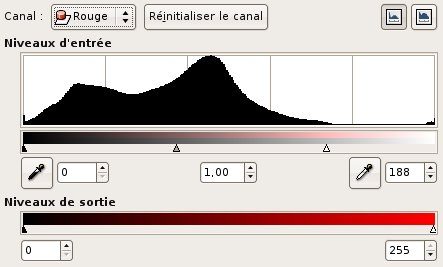 Canal : Rouge Réinitialiser le canal
Niveaux d'entrée
0 1,00 188
Niveaux de sortie
0 255